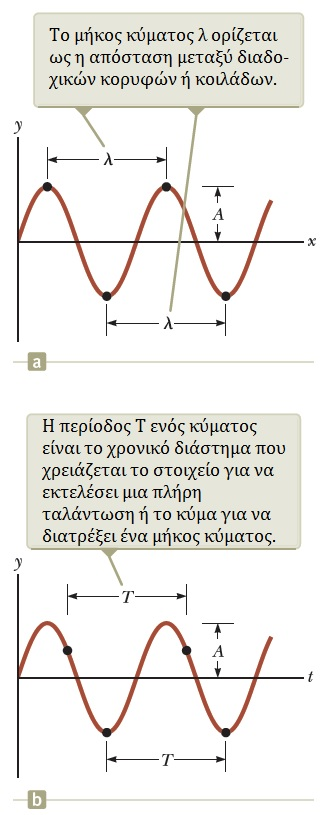 Το μήκος κύματος λ ορίζεται
ως η απόσταση μεταξύ διαδο-
χικών κορυφών ή κοιλάδων.
y
λ
A
x
λ
a
Η περίοδος Τ ενός κύματος
είναι το χρονικό διάστημα που
χρειάζεται το στοιχείο για να
εκτελέσει μια πλήρη
ταλάντωση ή το κύμα για να
διατρέξει ένα μήκος κύματος.
y
T
A
t
T
b